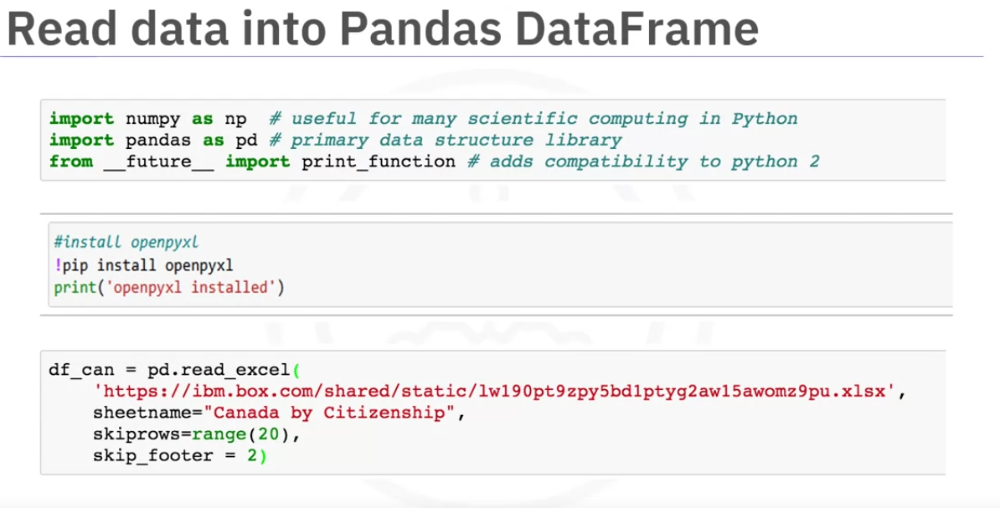 Read data into Pandas DataFrame
import numpy as np # useful for many scientific computing in Python
import pandas as pd # primary data structure library
from __future__ import print_function # adds compatibility to python 2
#install openpyxl
!pip install openpyxl
print('openpyxl installed')
df_can = pd.read_excel(
'https://ibm.box.com/shared/static/lw190pt9zpy5bd1ptyg2aw15awomz9pu.xlsx',
sheetname="Canada by Citizenship",
skiprows=range(20),
skip_footer = 2)